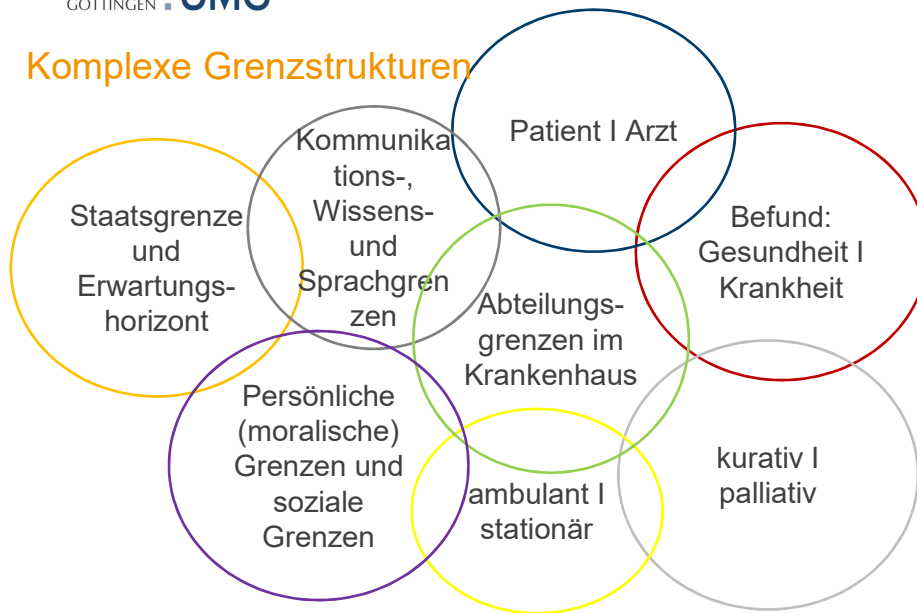 GÖTTINGEN : UMG
Komplexe Grenzstrukturen
Patient I Arzt
Kommunika
tions-,
Wissens-
und
Sprachgren
zen
Staatsgrenze
und
Erwartungs-
horizont
Befund:
Gesundheit I
Krankheit
Abteilungs-
grenzen im
Krankenhaus
Persönliche
(moralische)
Grenzen und
soziale
Grenzen
ambulant I
stationär
kurativ I
palliativ